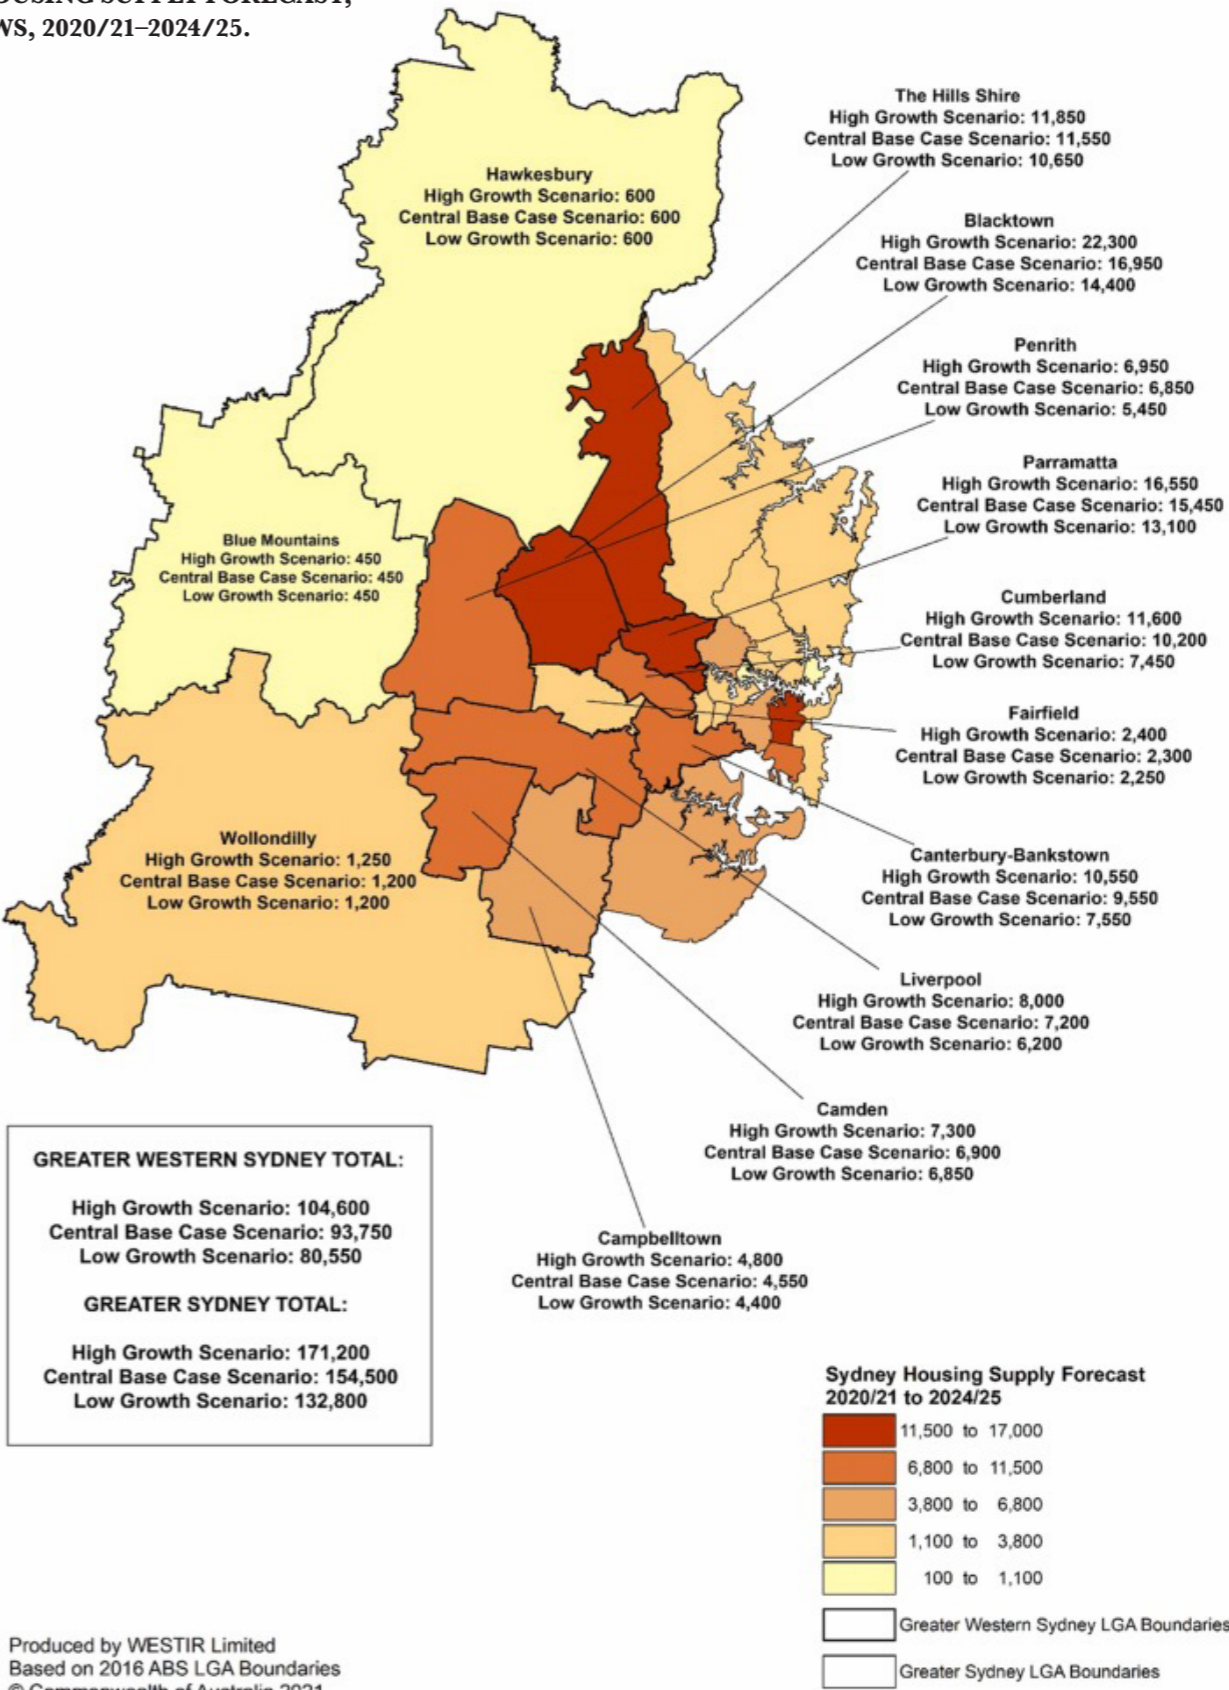 HOUSING SUPPLY FORECAST,
2020/21–2024/25.
The Hills Shire
High Growth Scenario: 11,850
Central Base Case Scenario: 11,550
Low Growth Scenario: 10,650
Hawkesbury
High Growth Scenario: 600
Central Base Case Scenario: 600
Low Growth Scenario: 600
Blacktown
High Growth Scenario: 22,300
Central Base Case Scenario: 16,950
Low Growth Scenario: 14,400
Penrith
High Growth Scenario: 6,950
Central Base Case Scenario: 6,850
Low Growth Scenario: 5,450
Parramatta
High Growth Scenario: 16,550
Central Base Case Scenario: 15,450
Low Growth Scenario: 13,100
Blue Mountains
High Growth Scenario: 450
Central Base Case Scenario: 450
Low Growth Scenario: 450
Cumberland
High Growth Scenario: 11,600
Central Base Case Scenario: 10,200
Low Growth Scenario: 7,450
Fairfield
High Growth Scenario: 2,400
Central Base Case Scenario: 2,300
Low Growth Scenario: 2,250
Wollondilly
High Growth Scenario: 1,250
Central Base Case Scenario: 1,200
Low Growth Scenario: 1,200
Canterbury-Bankstown
High Growth Scenario: 10,550
Central Base Case Scenario: 9,550
Low Growth Scenario: 7,550
Liverpool
High Growth Scenario: 8,000
Central Base Case Scenario: 7,200
Low Growth Scenario: 6,200
Camden
High Growth Scenario: 7,300
Central Base Case Scenario: 6,900
Low Growth Scenario: 6,850
Campbelltown
High Growth Scenario: 4,800
Central Base Case Scenario: 4,550
Low Growth Scenario: 4,400
GREATER WESTERN SYDNEY TOTAL:
High Growth Scenario: 104,600
Central Base Case Scenario: 93,750
Low Growth Scenario: 80,550
GREATER SYDNEY TOTAL:
High Growth Scenario: 171,200
Central Base Case Scenario: 154,500
Low Growth Scenario: 132,800
Sydney Housing Supply Forecast
2020/21 to 2024/25
11,500 to 17,000
6,800 to 11,500
3,800 to 6,800
1,100 to 3,800
100 to 1,100
Greater Western Sydney LGA Boundaries
Greater Sydney LGA Boundaries
Produced by WESTIR Limited
Based on 2016 ABS LGA Boundaries
© Commonwealth of Australia 2021